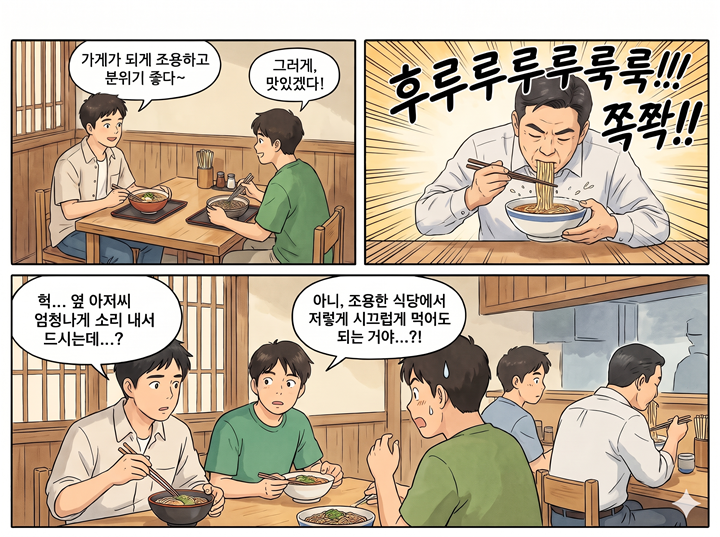 가게가 되게 조용하고
분위기 좋다~
그러게,
맛있겠다!
후루루루루룩룩!!!
쪽짝!!
헉... 옆 아저씨
엄청나게 소리 내서
드시는데...?
아니, 조용한 식당에서
저렇게 시끄럽게 먹어도
되는 거야...?!